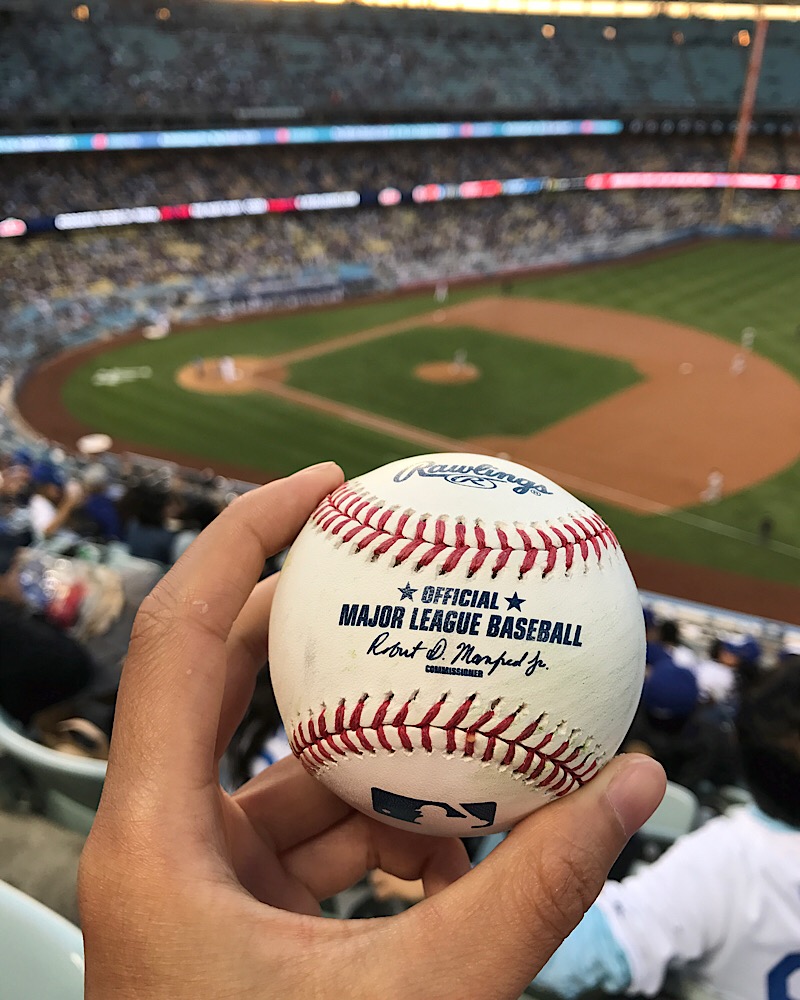 Rawlings
R
®
OFFICIAL
MAJOR LEAGUE BASEBALL
Robert D. Manfred Jr.
COMMISSIONER